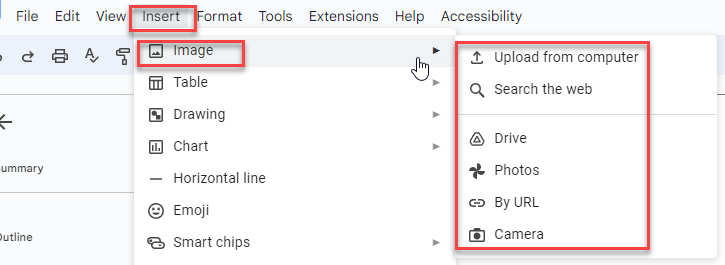 File Edit View Insert Format Tools Extensions Help Accessibility
Image
Table
Drawing
Chart
Horizontal line
Emoji
Smart chips
Upload from computer
Search the web
Drive
Photos
By URL
Camera
ummary
utline